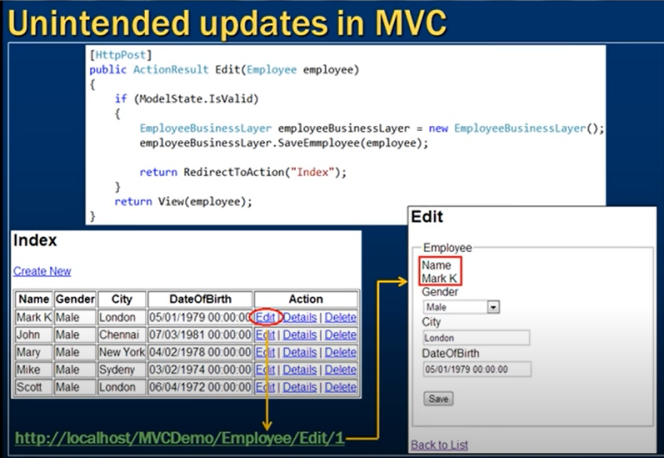 Unintended updates in MVC
[HttpPost]
public ActionResult Edit(Employee employee)
{
if (ModelState.IsValid)
{
EmployeeBusinessLayer employeeBusinessLayer = new EmployeeBusinessLayer();
employeeBusinessLayer.SaveEmmployee(employee);
return RedirectToAction("Index");
}
return View(employee);
}
Index
Create New
Name Gender City DateOfBirth Action
Mark K Male London 05/01/1979 00:00:00 Edit | Details | Delete
John Male Chennai 07/03/1981 00:00:00 Edit | Details | Delete
Mary Male New York 04/02/1978 00:00:00 Edit | Details | Delete
Mike Male Sydeny 03/02/1974 00:00:00 Edit | Details | Delete
Scott Male London 06/04/1972 00:00:00 Edit | Details | Delete
http://localhost/MVCDemo/Employee/Edit/1
Edit
Employee
Name
Mark K
Gender
Male
City
London
DateOfBirth
05/01/1979 00:00:00
Save
Back to List